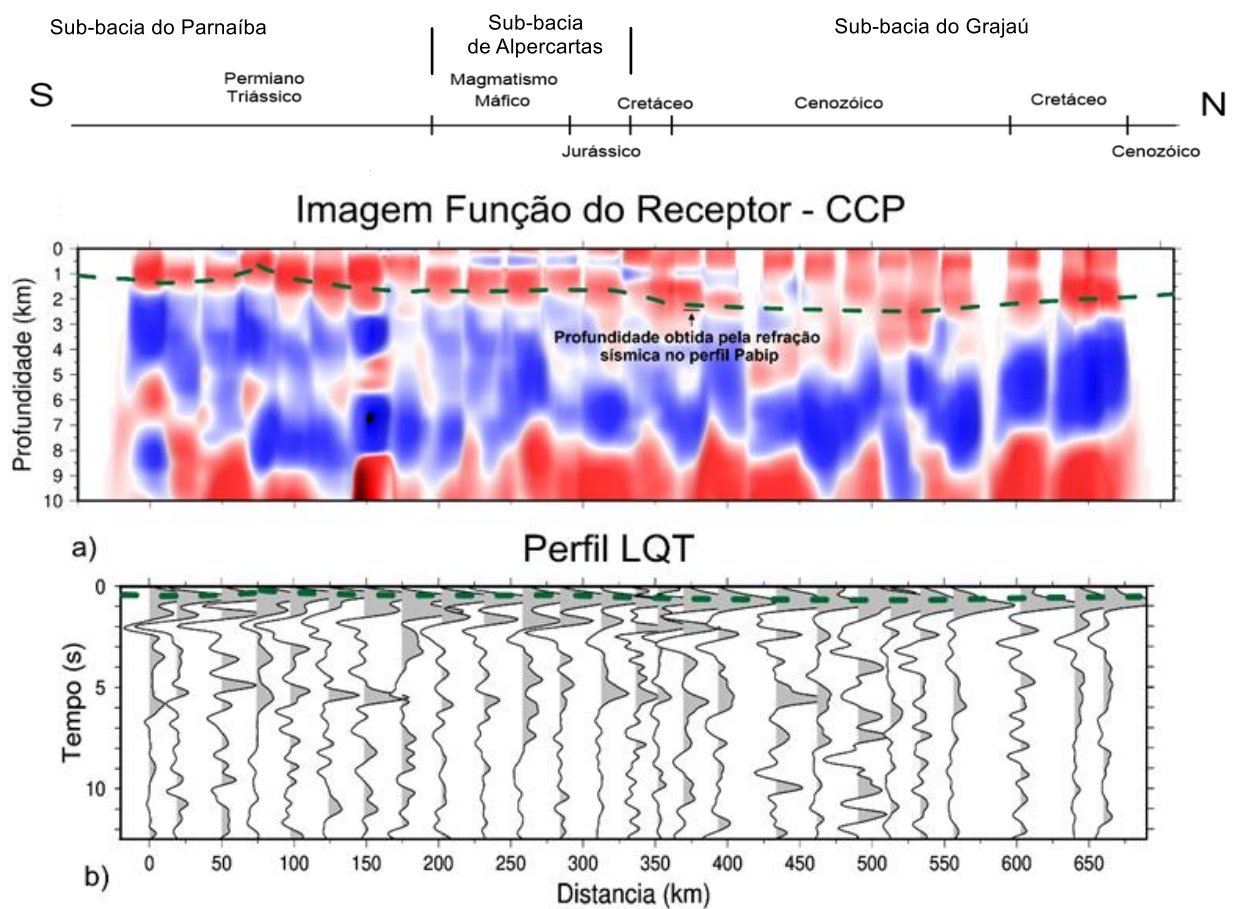 Sub-bacia do Parnaíba
Sub-bacia
de Alpercartas
Sub-bacia do Grajaú
S
Permiano
Triássico
Magmatismo
Máfico
Cretáceo
Cenozóico
Cretáceo
N
Jurássico
Cenozóico
Imagem Função do Receptor - CCP
Profundidade (km)
0
1
2
3
4
5
6
7
8
9
10
Profundidade obtida pela refração
sísmica no perfil Pabip
a)
Perfil LQT
Tempo (s)
0
5
10
0 50 100 150 200 250 300 350 400 450 500 550 600 650
b)
Distancia (km)